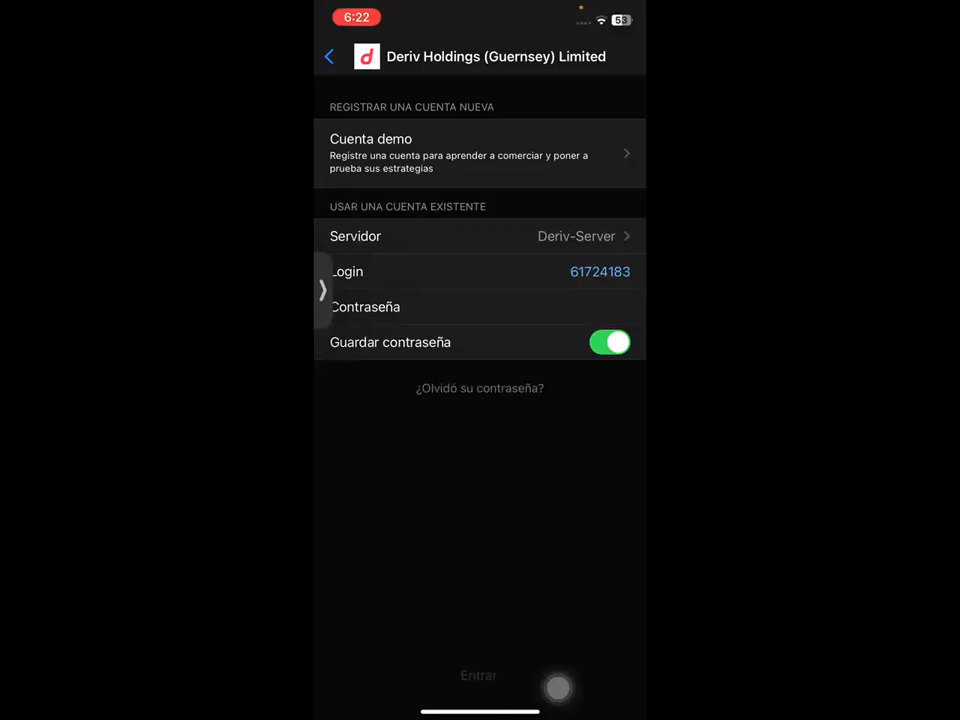 6:22
53
d Deriv Holdings (Guernsey) Limited
REGISTRAR UNA CUENTA NUEVA
Cuenta demo
Registre una cuenta para aprender a comerciar y poner a
prueba sus estrategias
USAR UNA CUENTA EXISTENTE
Servidor Deriv-Server
Login 61724183
Contraseña
Guardar contraseña
¿Olvidó su contraseña?
Entrar